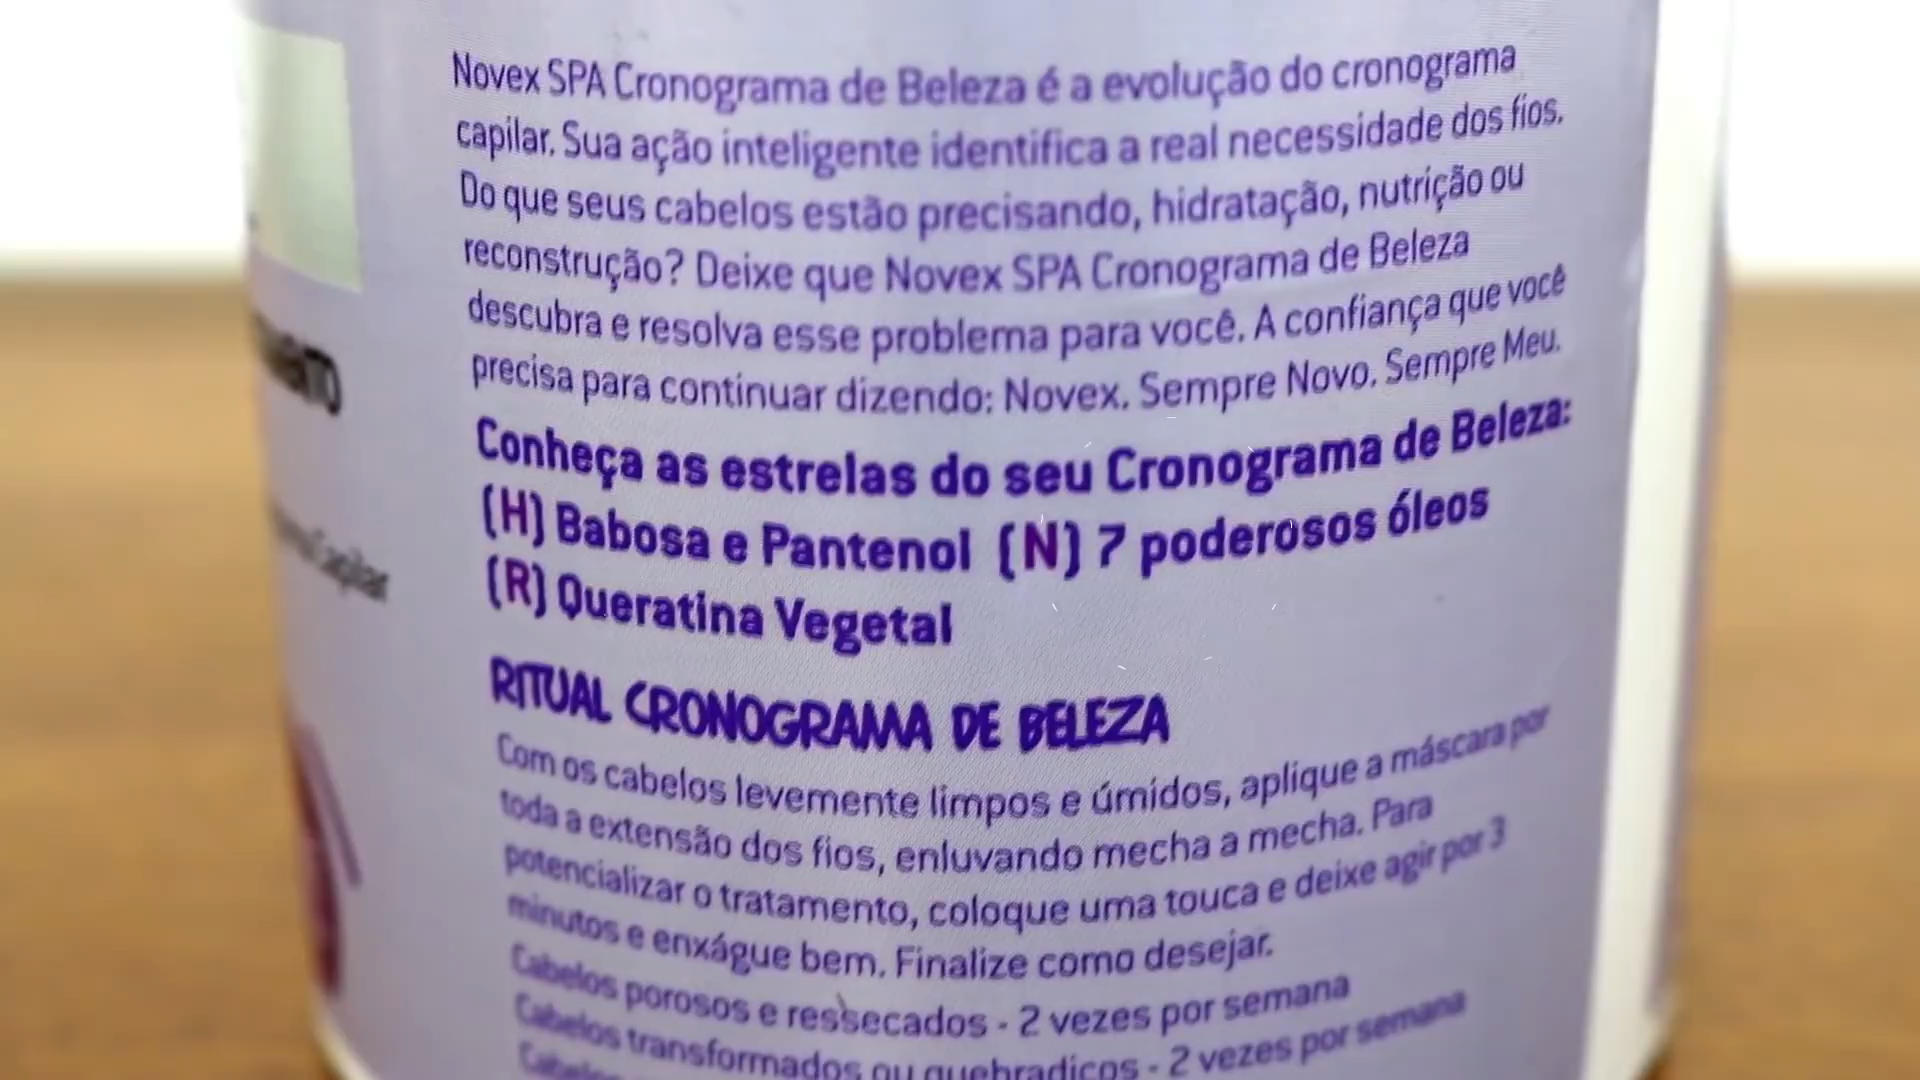 Novex SPA Cronograma de Beleza é a evolução do cronograma
capilar. Sua ação inteligente identifica a real necessidade dos fios.
Do que seus cabelos estão precisando, hidratação, nutrição ou
reconstrução? Deixe que Novex SPA Cronograma de Beleza
descubra e resolva esse problema para você. A confiança que você
precisa para continuar dizendo: Novex. Sempre Novo. Sempre Meu.
Conheça as estrelas do seu Cronograma de Beleza:
(H) Babosa e Pantenol (N) 7 poderosos óleos
(R) Queratina Vegetal
RITUAL CRONOGRAMA DE BELEZA
Com os cabelos levemente limpos e úmidos, aplique a máscara por
toda a extensão dos fios, enluvando mecha a mecha. Para
potencializar o tratamento, coloque uma touca e deixe agir por 3
minutos e enxágue bem. Finalize como desejar.
Cabelos porosos e ressecados - 2 vezes por semana
Cabelos transformados ou quebradiços - 2 vezes por semana
Capilar